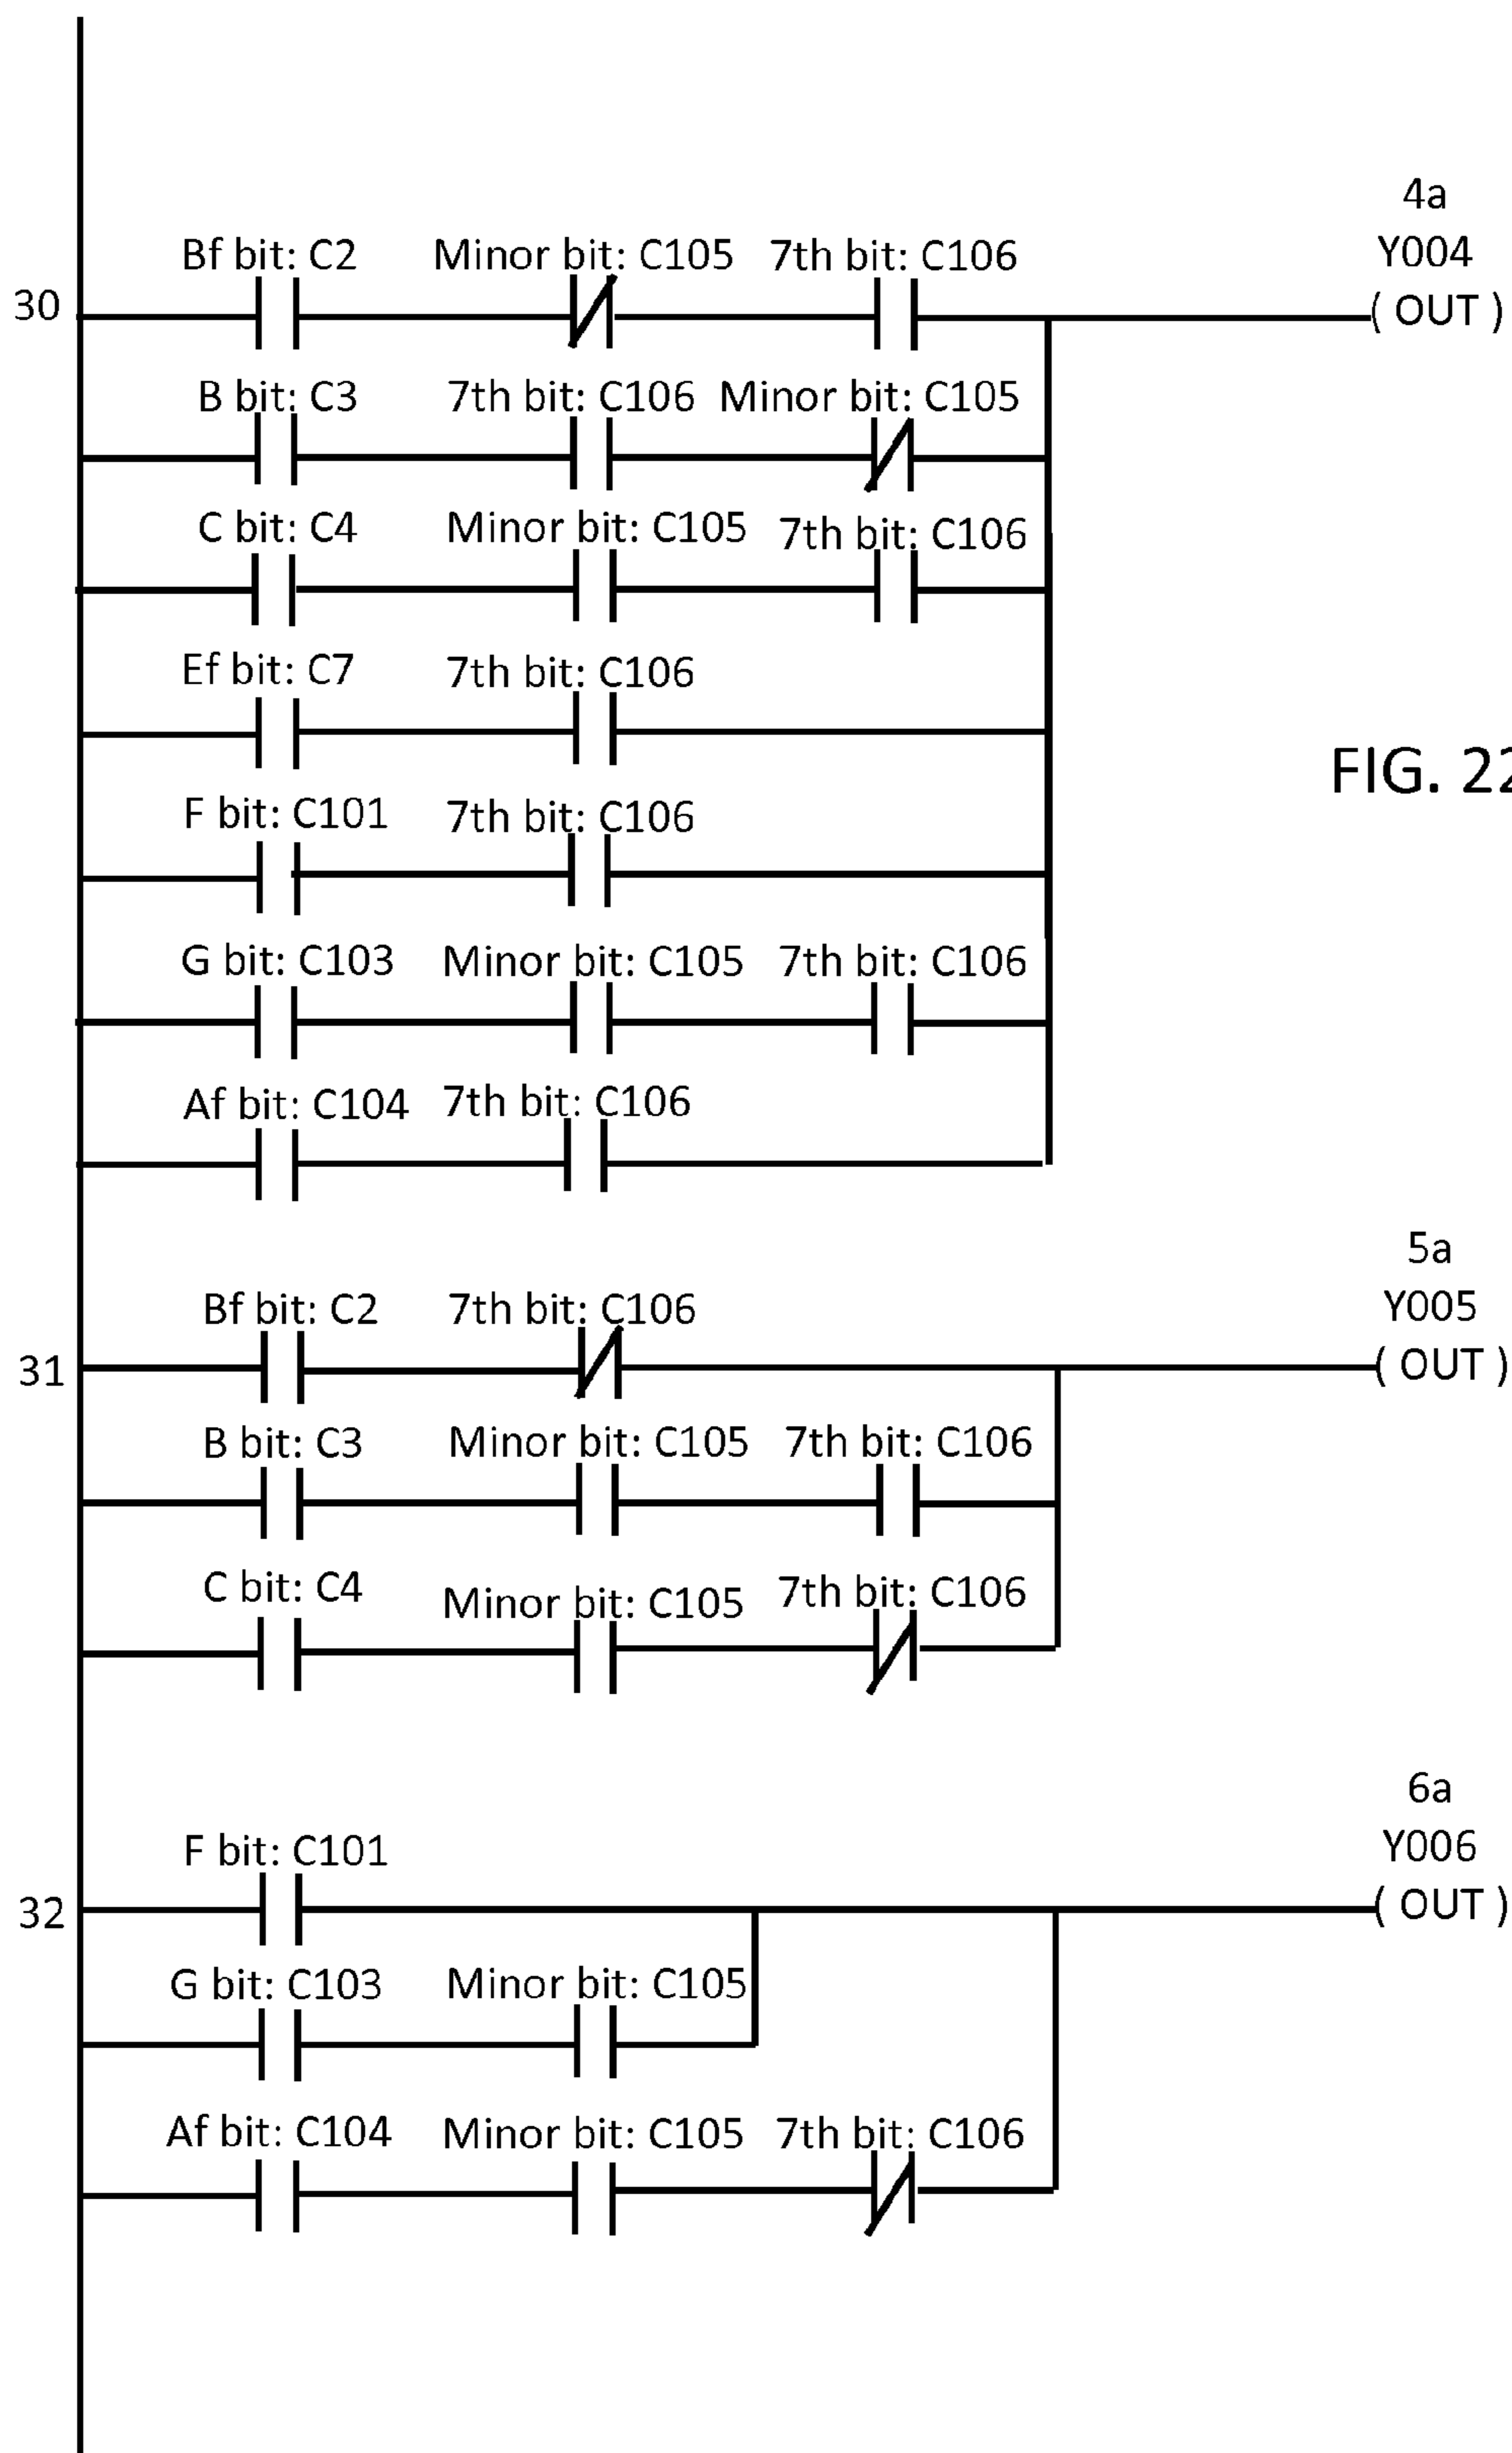 4a
Y004
Bf bit: C2 Minor bit: C105 7th bit: C106
30 ( OUT )
B bit: C3 7th bit: C106 Minor bit: C105
C bit: C4 Minor bit: C105 7th bit: C106
Ef bit: C7 7th bit: C106
FIG. 22
F bit: C101 7th bit: C106
G bit: C103 Minor bit: C105 7th bit: C106
Af bit: C104 7th bit: C106
5a
Y005
Bf bit: C2 7th bit: C106
31 ( OUT )
B bit: C3 Minor bit: C105 7th bit: C106
C bit: C4 Minor bit: C105 7th bit: C106
6a
Y006
F bit: C101
32 ( OUT )
G bit: C103 Minor bit: C105
Af bit: C104 Minor bit: C105 7th bit: C106